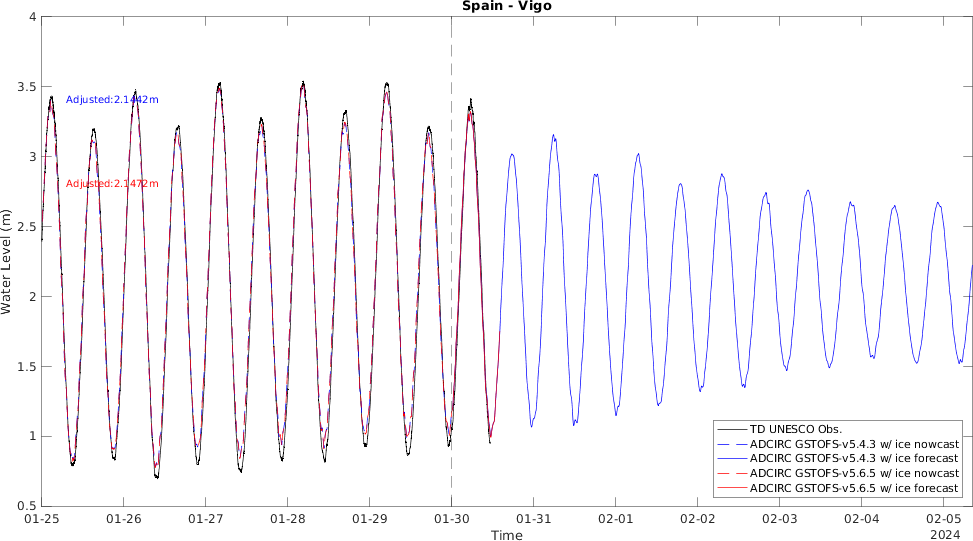 Spain - Vigo
4
3.5
3
2.5
2
1.5
1
0.5
Water Level (m)
Adjusted:2.1442m
Adjusted:2.1472m
TD UNESCO Obs.
ADCIRC GSTOFS-v5.4.3 w/ ice nowcast
ADCIRC GSTOFS-v5.4.3 w/ ice forecast
ADCIRC GSTOFS-v5.6.5 w/ ice nowcast
ADCIRC GSTOFS-v5.6.5 w/ ice forecast
01-25 01-26 01-27 01-28 01-29 01-30 01-31 02-01 02-02 02-03 02-04 02-05
Time 2024